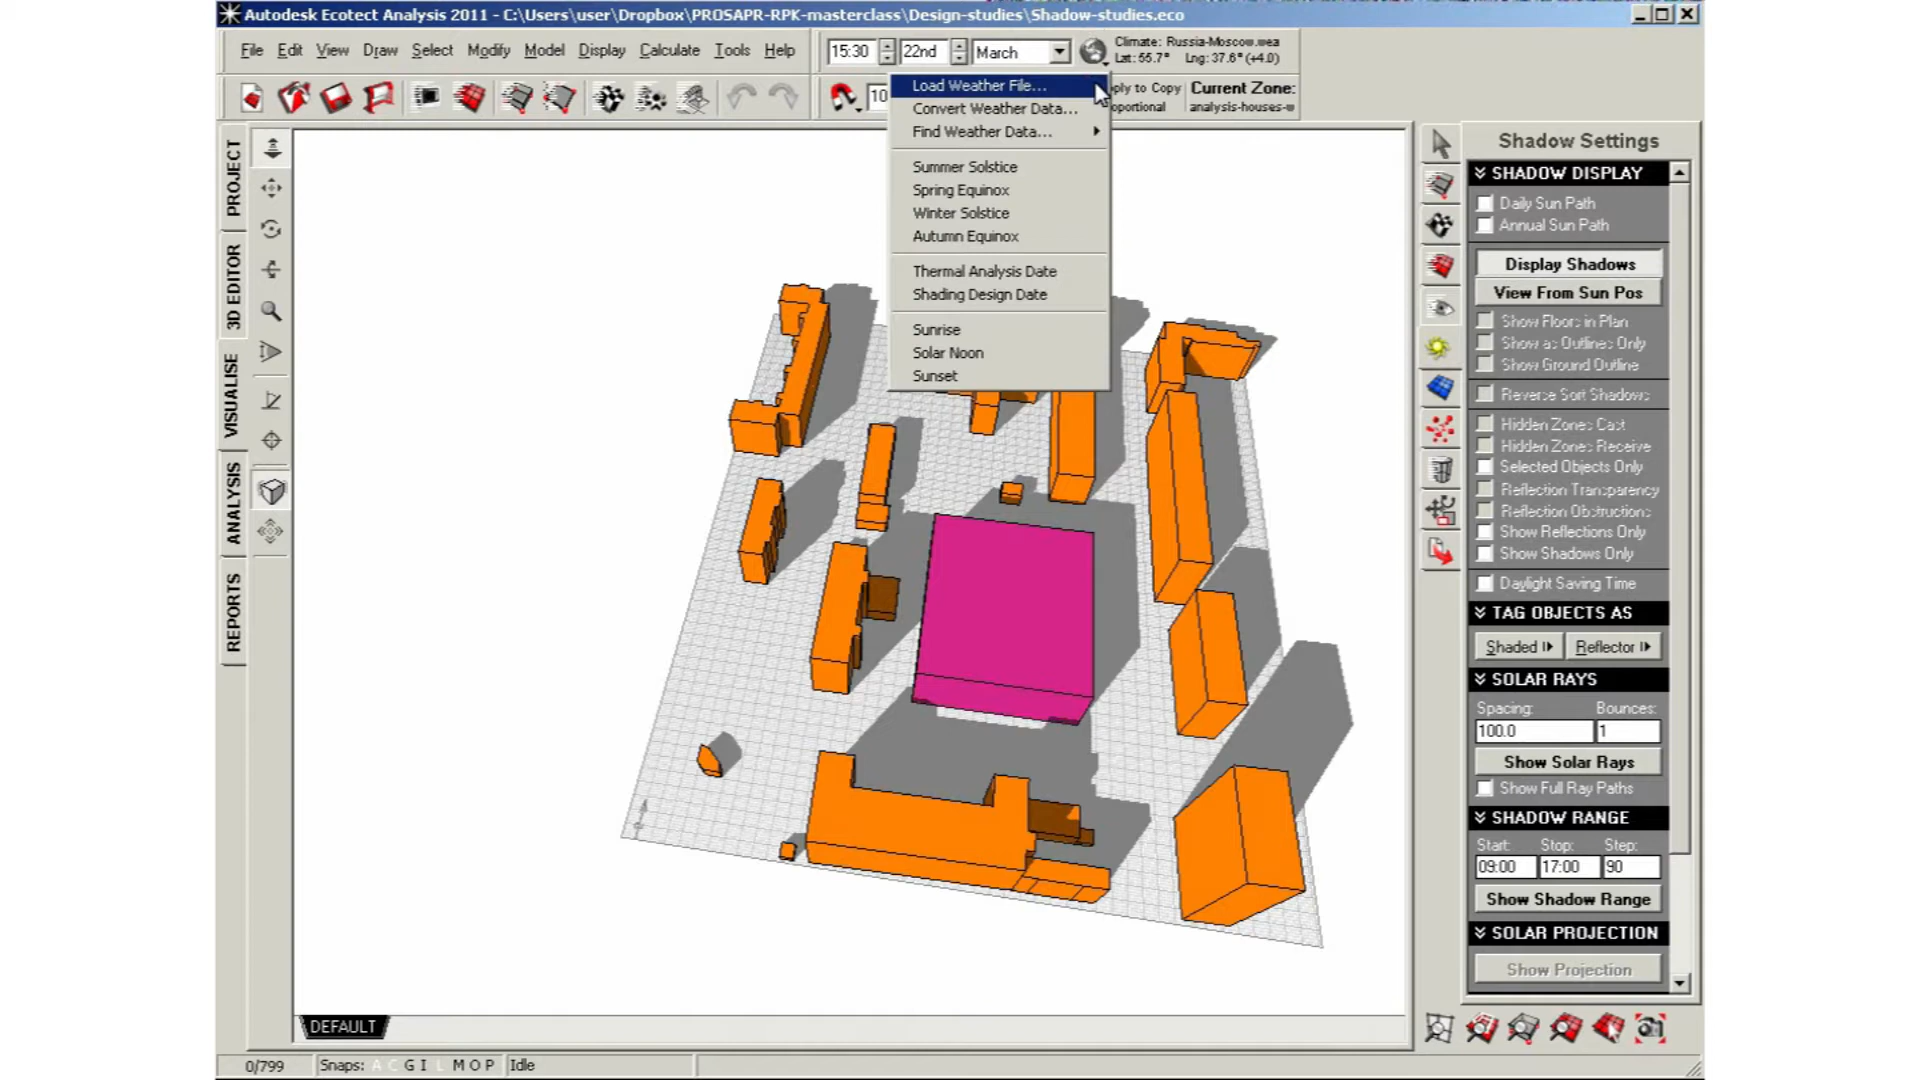 Autodesk Ecotect Analysis 2011 - C:\Users\user\Dropbox\PROSAPR-RPK-masterclass\Design-studies\Shadow-studies.eco
File Edit View Draw Select Modify Model Display Calculate Tools Help
15:30 22nd March
Climate: Russia-Moscow.wea
Lat: 55.7° Lng: 37.6° (+4.0)
10
ply to Copy
oportional
Current Zone:
analysis-houses-w
Load Weather File...
Convert Weather Data...
Find Weather Data...
Summer Solstice
Spring Equinox
Winter Solstice
Autumn Equinox
Thermal Analysis Date
Shading Design Date
Sunrise
Solar Noon
Sunset
PROJECT
3D EDITOR
VISUALISE
ANALYSIS
REPORTS
Shadow Settings
SHADOW DISPLAY
Daily Sun Path
Annual Sun Path
Display Shadows
View From Sun Pos
Show Floors in Plan
Show as Outlines Only
Show Ground Outline
Reverse Sort Shadows
Hidden Zones Cast
Hidden Zones Receive
Selected Objects Only
Reflection Transparency
Reflection Obstructions
Show Reflections Only
Show Shadows Only
Daylight Saving Time
TAG OBJECTS AS
Shaded Reflector
SOLAR RAYS
Spacing: Bounces:
100.0 1
Show Solar Rays
Show Full Ray Paths
SHADOW RANGE
Start: Stop: Step:
09:00 17:00 90
Show Shadow Range
SOLAR PROJECTION
Show Projection
DEFAULT
0/799 Snaps: A C G I L M O P Idle